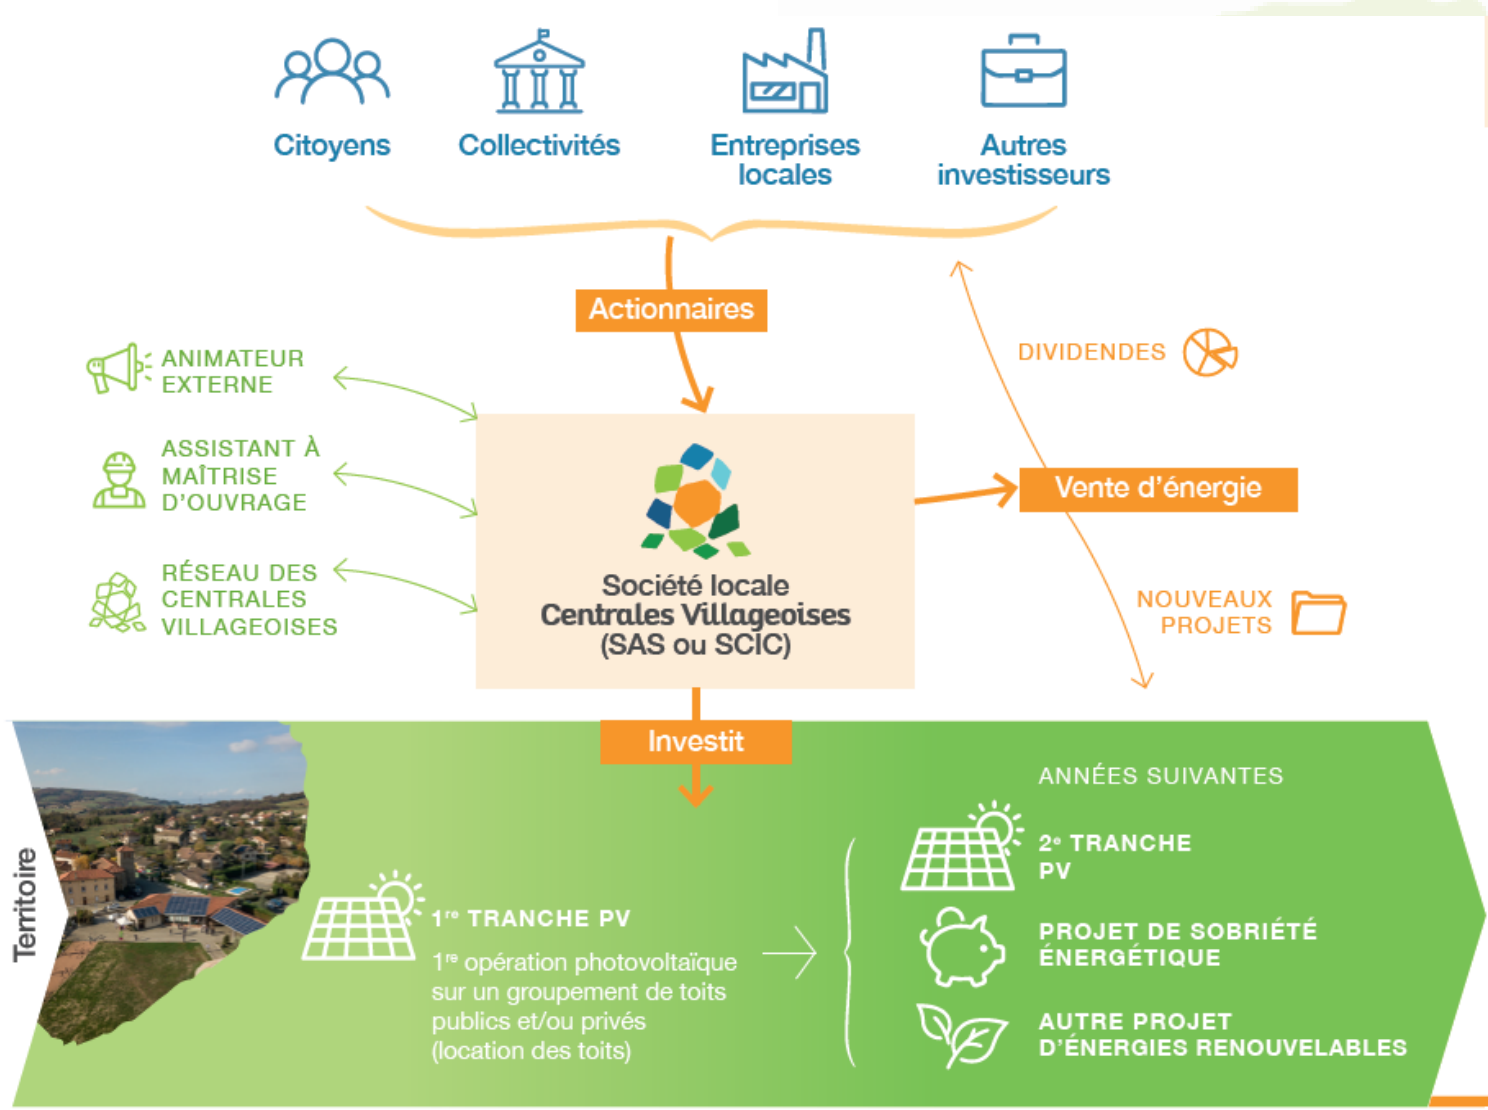 Citoyens
Collectivités
Entreprises
locales
Autres
investisseurs
Actionnaires
ANIMATEUR
EXTERNE
ASSISTANT À
MAÎTRISE
D'OUVRAGE
RÉSEAU DES
CENTRALES
VILLAGEOISES
Société locale
Centrales Villageoises
(SAS ou SCIC)
DIVIDENDES
Vente d'énergie
NOUVEAUX
PROJETS
Investit
Territoire
1re TRANCHE PV
1re opération photovoltaïque
sur un groupement de toits
publics et/ou privés
(location des toits)
ANNÉES SUIVANTES
2e TRANCHE
PV
PROJET DE SOBRIÉTÉ
ÉNERGÉTIQUE
AUTRE PROJET
D'ÉNERGIES RENOUVELABLES